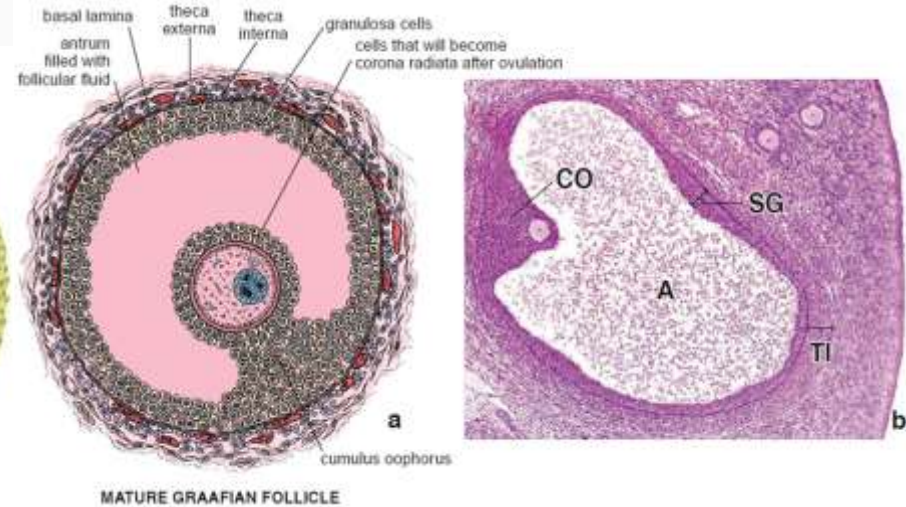 basal lamina
theca
externa
theca
interna
granulosa cells
cells that will become
corona radiata after ovulation
antrum
filled with
follicular fluid
CO
SG
A
TI
a
b
cumulus oophorus
MATURE GRAAFIAN FOLLICLE